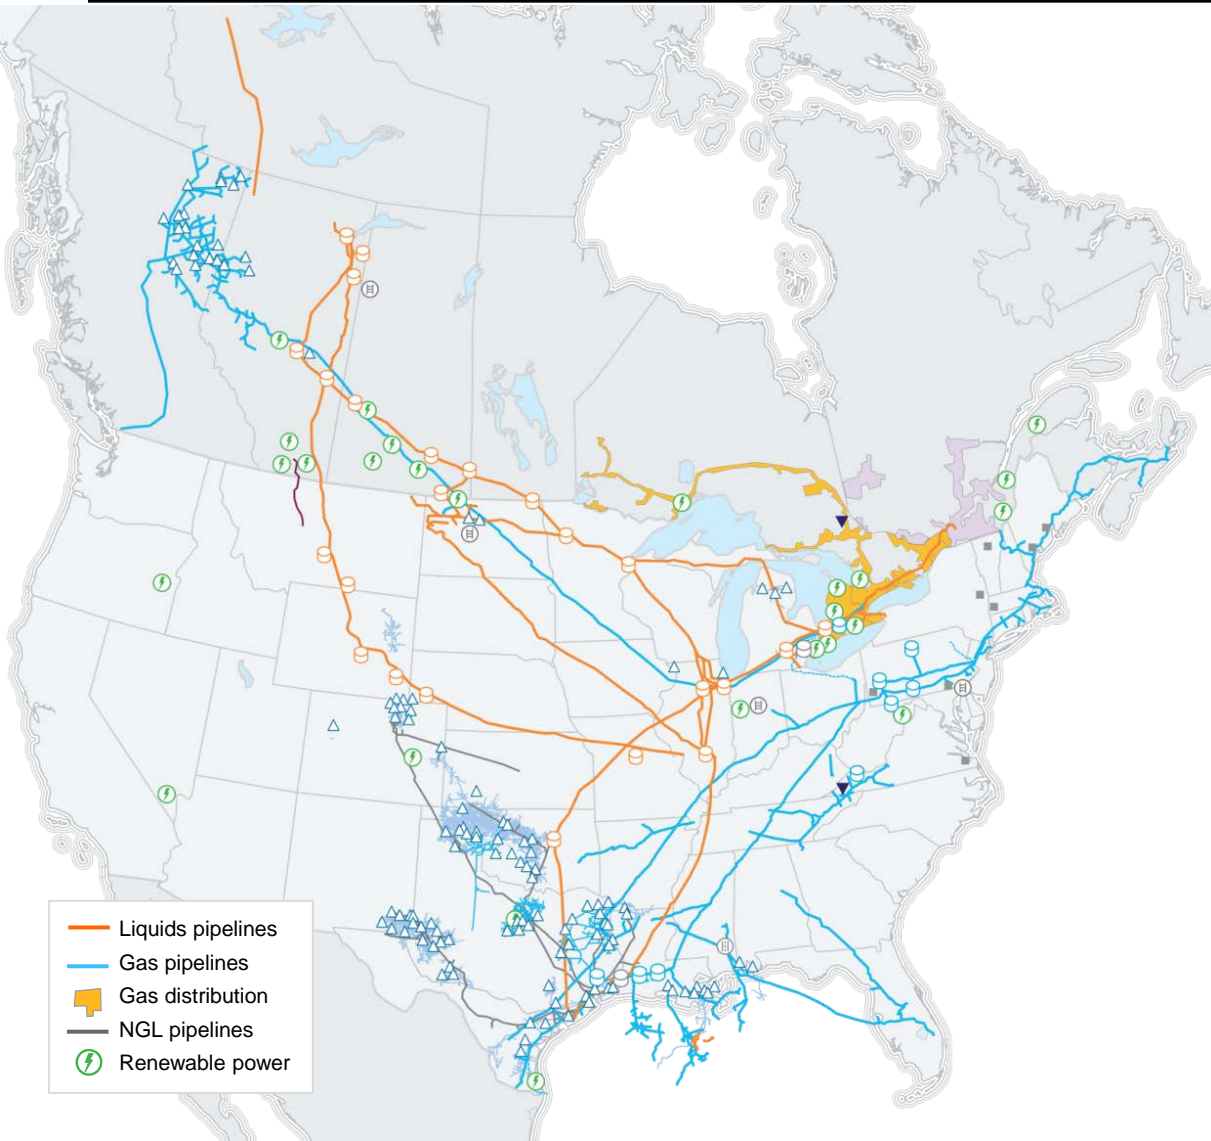 Liquids pipelines
Gas pipelines
Gas distribution
NGL pipelines
Renewable power